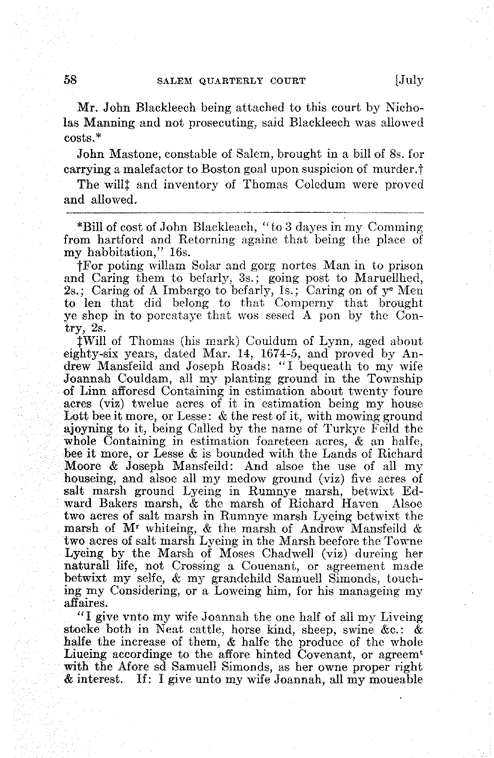 58 SALEM QUARTERLY COURT [July
Mr. John Blackleech being attached to this court by Nicho-
las Manning and not prosecuting, said Blackleech was allowed
costs.*
John Mastone, constable of Salem, brought in a bill of 8s. for
carrying a malefactor to Boston goal upon suspicion of murder.†
The will‡ and inventory of Thomas Coledum were proved
and allowed.
*Bill of cost of John Blackleach, "to 3 dayes in my Comming
from hartford and Retorning againe that being the place of
my habbitation," 16s.
†For poting willam Solar and gorg nortes Man in to prison
and Caring them to befarly, 3s.; going post to Maruellhed,
2s.; Caring of A Imbargo to befarly, 1s.; Caring on of yᵉ Men
to len that did belong to that Comperny that brought
ye shep in to porcataye that wos sesed A pon by the Con-
try, 2s.
‡Will of Thomas (his mark) Couldum of Lynn, aged about
eighty-six years, dated Mar. 14, 1674-5, and proved by An-
drew Mansfeild and Joseph Roads: "I bequeath to my wife
Joannah Couldam, all my planting ground in the Township
of Linn afforesd Containing in estimation about twenty foure
acres (viz) twelue acres of it in estimation being my house
Lott bee it more, or Lesse: & the rest of it, with mowing ground
ajoyning to it, being Called by the name of Turkye Feild the
whole Containing in estimation foareteen acres, & an halfe,
bee it more, or Lesse & is bounded with the Lands of Richard
Moore & Joseph Mansfeild: And alsoe the use of all my
houseing, and alsoe all my medow ground (viz) five acres of
salt marsh ground Lyeing in Rumnye marsh, betwixt Ed-
ward Bakers marsh, & the marsh of Richard Haven Alsoe
two acres of salt marsh in Rumnye marsh Lyeing betwixt the
marsh of Mʳ whiteing, & the marsh of Andrew Mansfeild &
two acres of salt marsh Lyeing in the Marsh beefore the Towne
Lyeing by the Marsh of Moses Chadwell (viz) dureing her
naturall life, not Crossing a Couenant, or agreement made
betwixt my selfe, & my grandchild Samuell Simonds, touch-
ing my Considering, or a Loweing him, for his manageing my
affaires.
"I give vnto my wife Joannah the one half of all my Liveing
stocke both in Neat cattle, horse kind, sheep, swine &c.: &
halfe the increase of them, & halfe the produce of the whole
Liueing accordinge to the affore hinted Covenant, or agreemᵗ
with the Afore sd Samuell Simonds, as her owne proper right
& interest. If: I give unto my wife Joannah, all my moueable